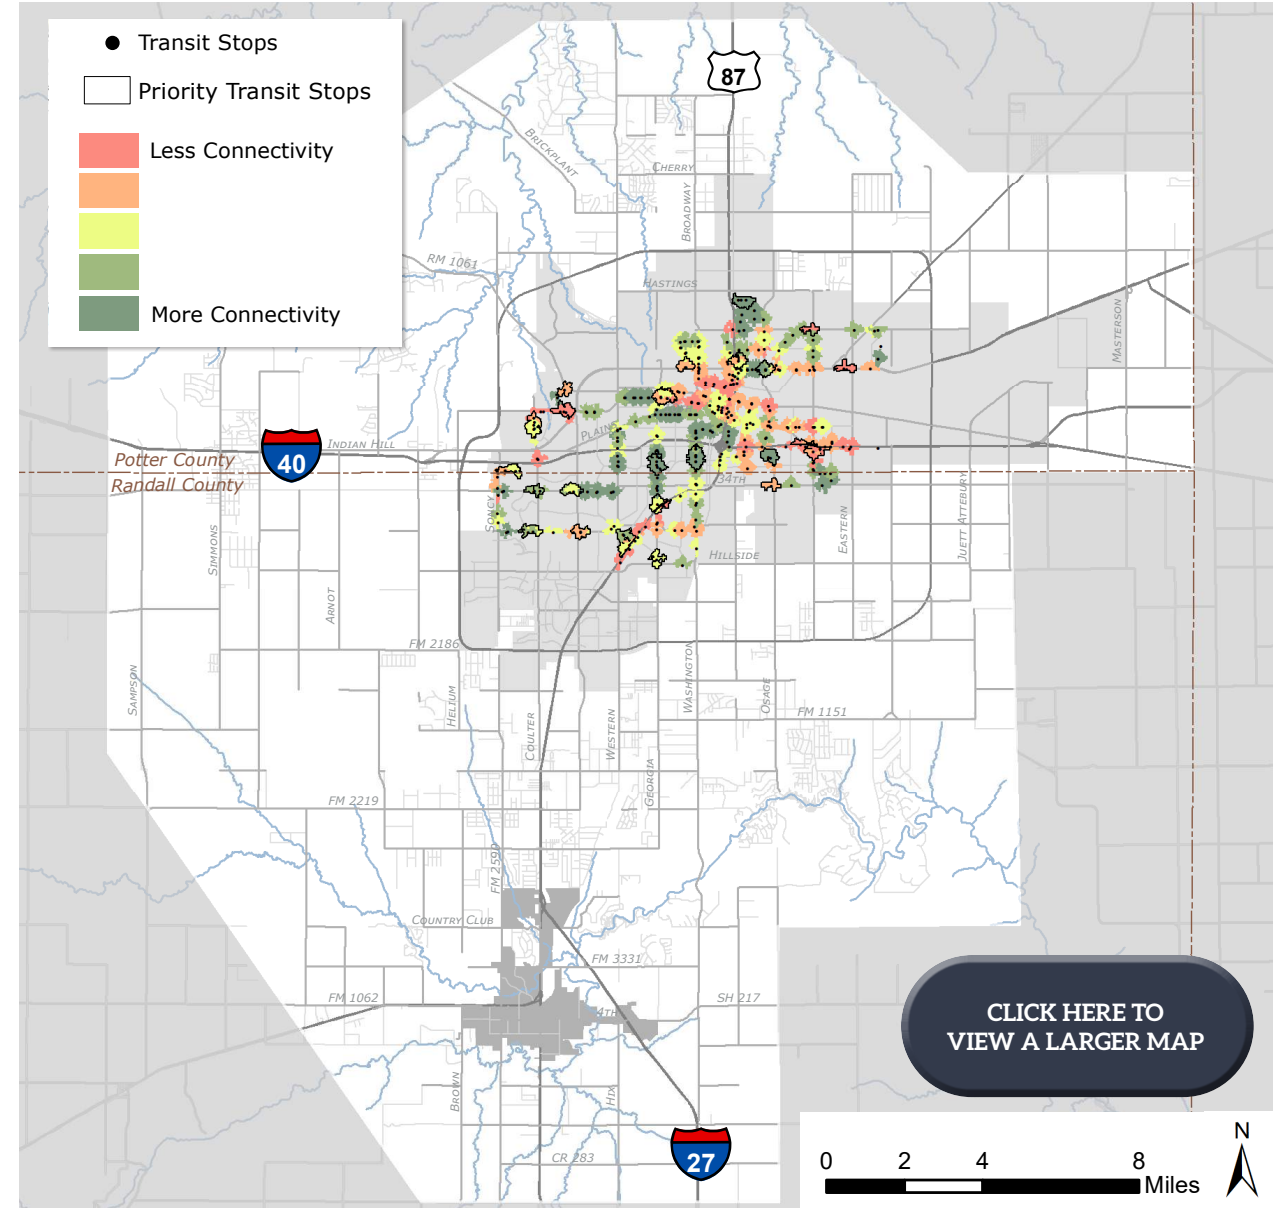 Transit Stops
Priority Transit Stops
Less Connectivity
More Connectivity
87
BRICKPLANT
CHERRY
BROADWAY
RM 1061
HASTINGS
MASTERSON
INDIAN HILL
PLAINS
40
Potter County
Randall County
34TH
SONCY
SIMMONS
EASTERN
JUETT ATTEBURY
HILLSIDE
ARNOT
FM 2186
SAMPSON
HELIUM
COULTER
WESTERN
WASHINGTON
OSAGE
FM 1151
GEORGIA
FM 2219
FM 2590
COUNTRY CLUB
FM 3331
FM 1062
4TH
SH 217
CLICK HERE TO
VIEW A LARGER MAP
BROWN
HIX
CR 283
27
N
0 2 4 8
Miles